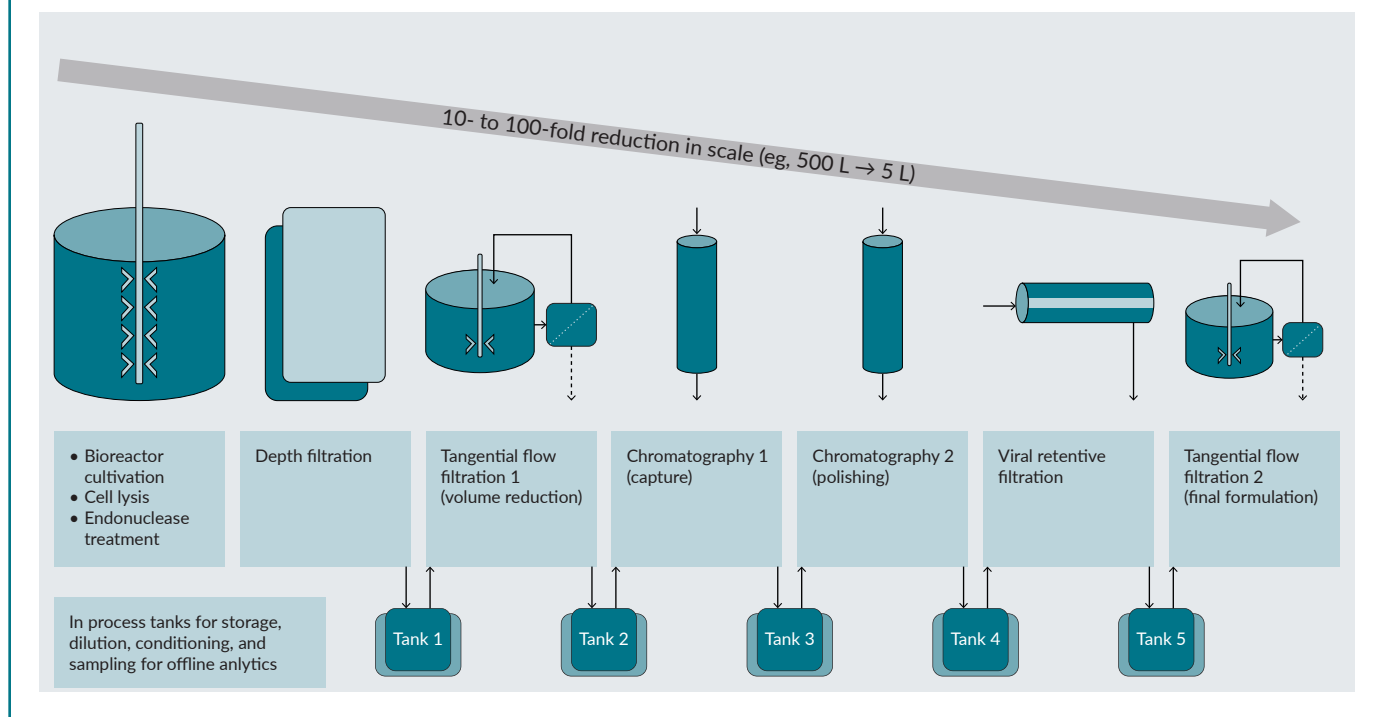 10- to 100-fold reduction in scale (eg, 500 L → 5 L)
• Bioreactor
cultivation
• Cell lysis
• Endonuclease
treatment
Depth filtration
Tangential flow
filtration 1
(volume reduction)
Chromatography 1
(capture)
Chromatography 2
(polishing)
Viral retentive
filtration
Tangential flow
filtration 2
(final formulation)
In process tanks for storage,
dilution, conditioning, and
sampling for offline anlytics
Tank 1
Tank 2
Tank 3
Tank 4
Tank 5